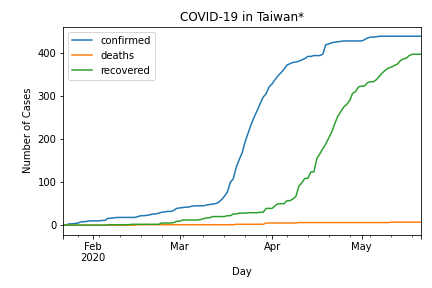 COVID-19 in Taiwan*
confirmed
deaths
recovered
Number of Cases
400
300
200
100
0
Feb
2020
Mar
Apr
May
Day